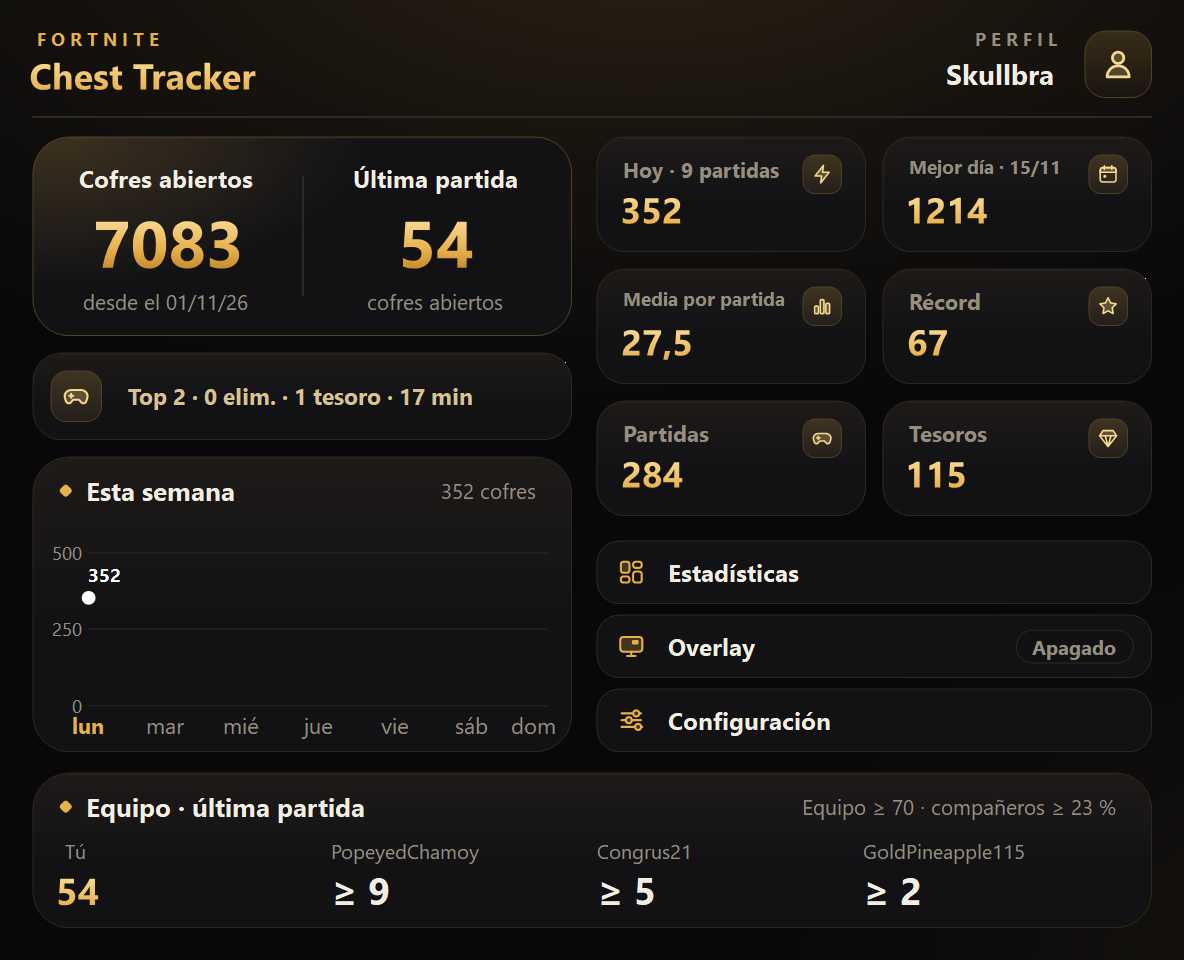 FORTNITE
Chest Tracker
PERFIL
Skullbra
Cofres abiertos
7083
desde el 01/11/26
Última partida
54
cofres abiertos
Hoy · 9 partidas
352
Mejor día · 15/11
1214
Media por partida
27,5
Récord
67
Partidas
284
Tesoros
115
Top 2 · 0 elim. · 1 tesoro · 17 min
Esta semana
352 cofres
500
352
250
0
lun mar mié jue vie sáb dom
Estadísticas
Overlay
Apagado
Configuración
Equipo · última partida
Equipo ≥ 70 · compañeros ≥ 23 %
Tú
54
PopeyedChamoy
≥ 9
Congrus21
≥ 5
GoldPineapple115
≥ 2